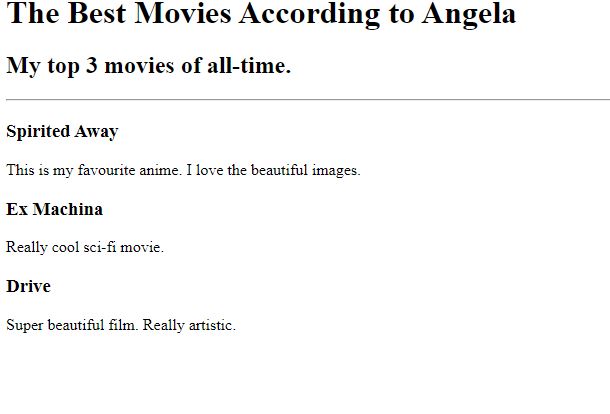 The Best Movies According to Angela
My top 3 movies of all-time.
Spirited Away
This is my favourite anime. I love the beautiful images.
Ex Machina
Really cool sci-fi movie.
Drive
Super beautiful film. Really artistic.